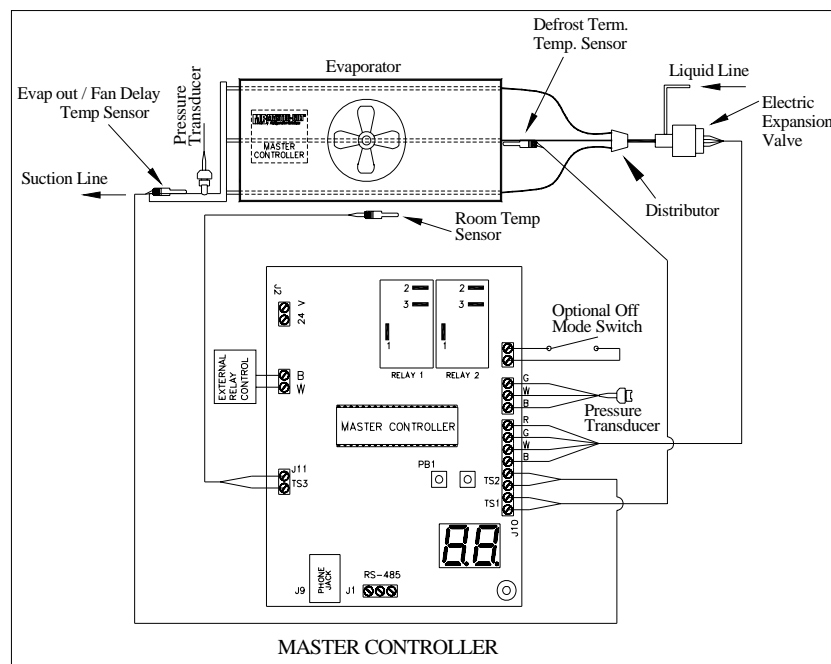 Defrost Term.
Temp. Sensor
Evaporator
Liquid Line
Evap out / Fan Delay
Temp Sensor
Pressure
Transducer
Electric
Expansion
Valve
MASTER
CONTROLLER
Suction Line
Distributor
Room Temp
Sensor
J2
24 V
2
3
1
RELAY 1
2
3
1
RELAY 2
Optional Off
Mode Switch
EXTERNAL
RELAY
CONTROL
B
W
G
W
B
Pressure
Transducer
MASTER CONTROLLER
R
G
W
B
PB1
J11
TS3
TS2
TS1
J10
88
PHONE
JACK
J9
RS-485
J1
MASTER CONTROLLER